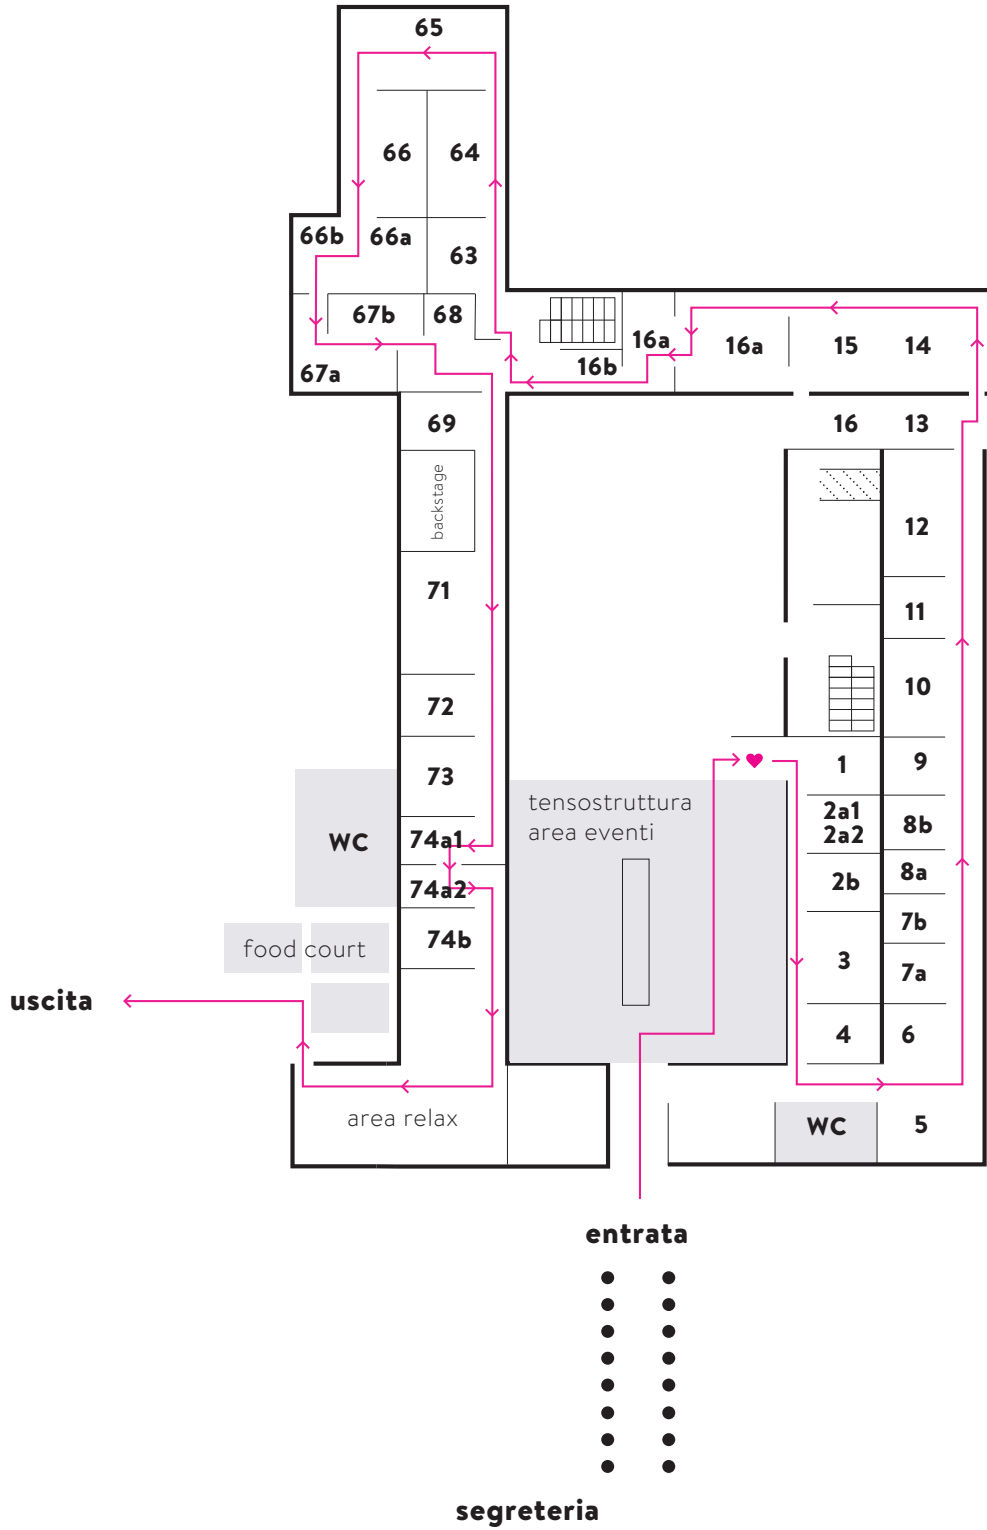 65
66
64
66b
66a
63
67b
68
67a
16a
16b
16a
15
14
69
16
13
backstage
12
71
11
10
72
73
1
9
tensostruttura
area eventi
2a1
2a2
8b
WC
74a1
74a2
2b
8a
7b
74b
food court
3
7a
uscita
4
6
area relax
WC
5
entrata
segreteria